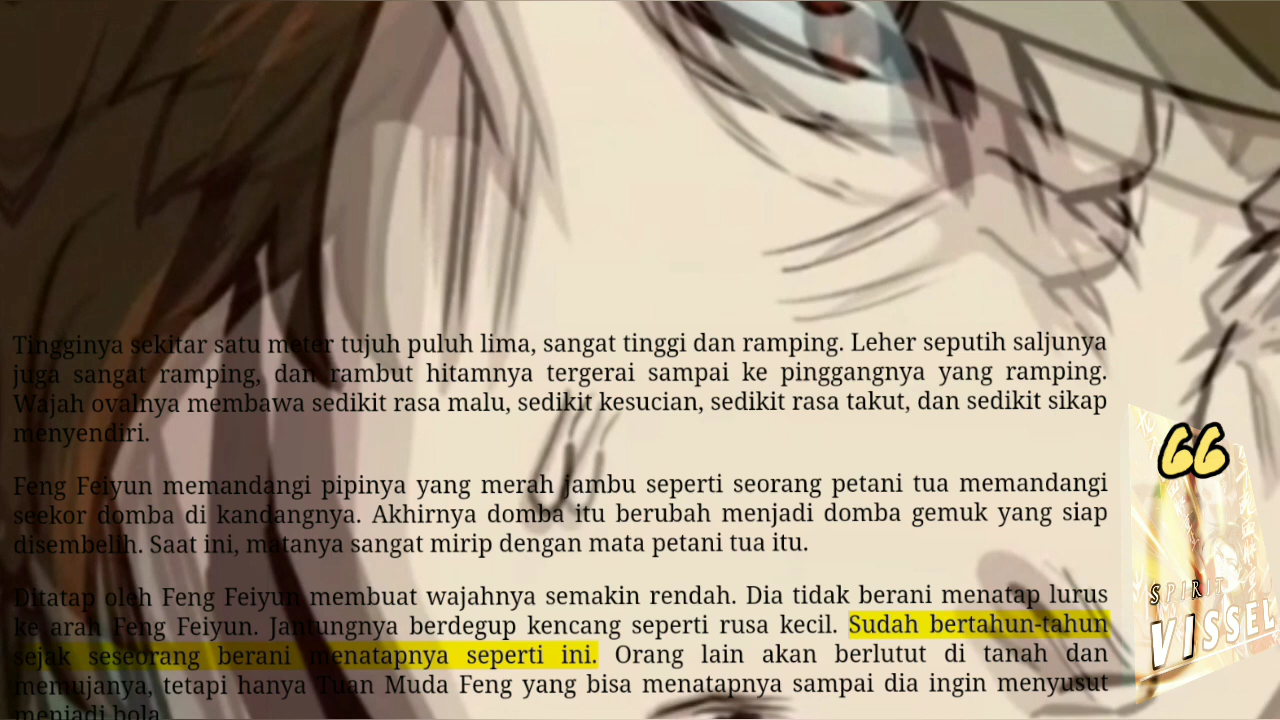 Tingginya sekitar satu meter tujuh puluh lima, sangat tinggi dan ramping. Leher seputih saljunya
juga sangat ramping, dan rambut hitamnya tergerai sampai ke pinggangnya yang ramping.
Wajah ovalnya membawa sedikit rasa malu, sedikit kesucian, sedikit rasa takut, dan sedikit sikap
menyendiri.
Feng Feiyun memandangi pipinya yang merah jambu seperti seorang petani tua memandangi
seekor domba di kandangnya. Akhirnya domba itu berubah menjadi domba gemuk yang siap
disembelih. Saat ini, matanya sangat mirip dengan mata petani tua itu.
Ditatap oleh Feng Feiyun membuat wajahnya semakin rendah. Dia tidak berani menatap lurus
ke arah Feng Feiyun. Jantungnya berdegup kencang seperti rusa kecil. Sudah bertahun-tahun
sejak seseorang berani menatapnya seperti ini. Orang lain akan berlutut di tanah dan
memujanya, tetapi hanya Tuan Muda Feng yang bisa menatapnya sampai dia ingin menyusut
menjadi bola
66
SPIRIT
VISSEL